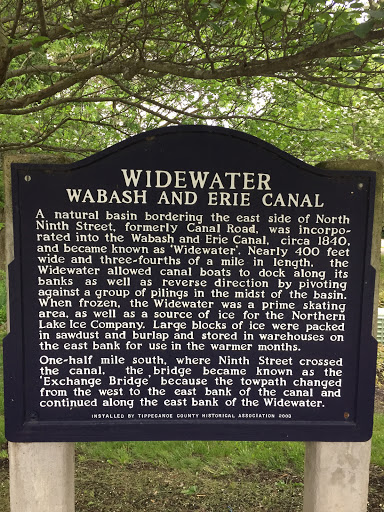 WIDEWATER
WABASH AND ERIE CANAL
A natural basin bordering the east side of North
Ninth Street, formerly Canal Road, was incorpo-
rated into the Wabash and Erie Canal, circa 1840,
and became known as 'Widewater'. Nearly 400 feet
wide and three-fourths of a mile in length, the
Widewater allowed canal boats to dock along its
banks as well as reverse direction by pivoting
against a group of pilings in the midst of the basin.
When frozen, the Widewater was a prime skating
area, as well as a source of ice for the Northern
Lake Ice Company. Large blocks of ice were packed
in sawdust and burlap and stored in warehouses on
the east bank for use in the warmer months.
One-half mile south, where Ninth Street crossed
the canal, the bridge became known as the
'Exchange Bridge' because the towpath changed
from the west to the east bank of the canal and
continued along the east bank of the Widewater.
INSTALLED BY TIPPECANOE COUNTY HISTORICAL ASSOCIATION 2008